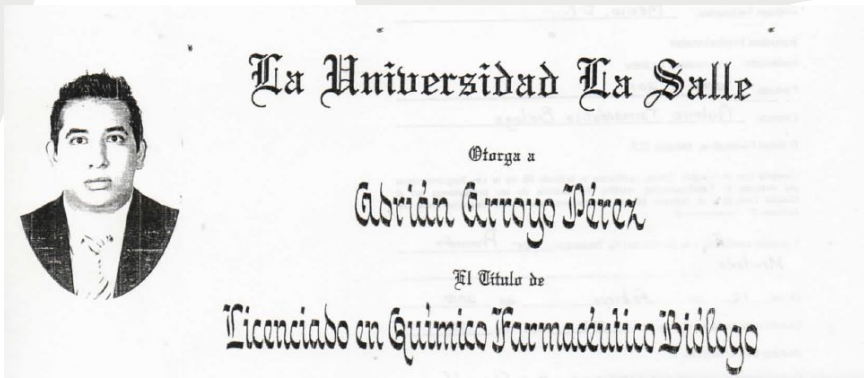 La Universidad La Salle
Otorga a
Adrián Arroyo Pérez
El Título de
Licenciado en Químico Farmacéutico Biólogo